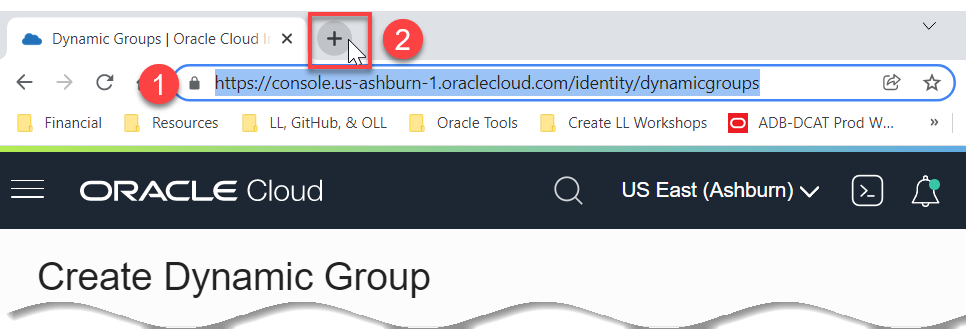 Dynamic Groups | Oracle Cloud I
2
1
https://console.us-ashburn-1.oraclecloud.com/identity/dynamicgroups
Financial Resources LL, GitHub, & OLL Oracle Tools Create LL Workshops ADB-DCAT Prod W... »
ORACLE Cloud US East (Ashburn)
Create Dynamic Group